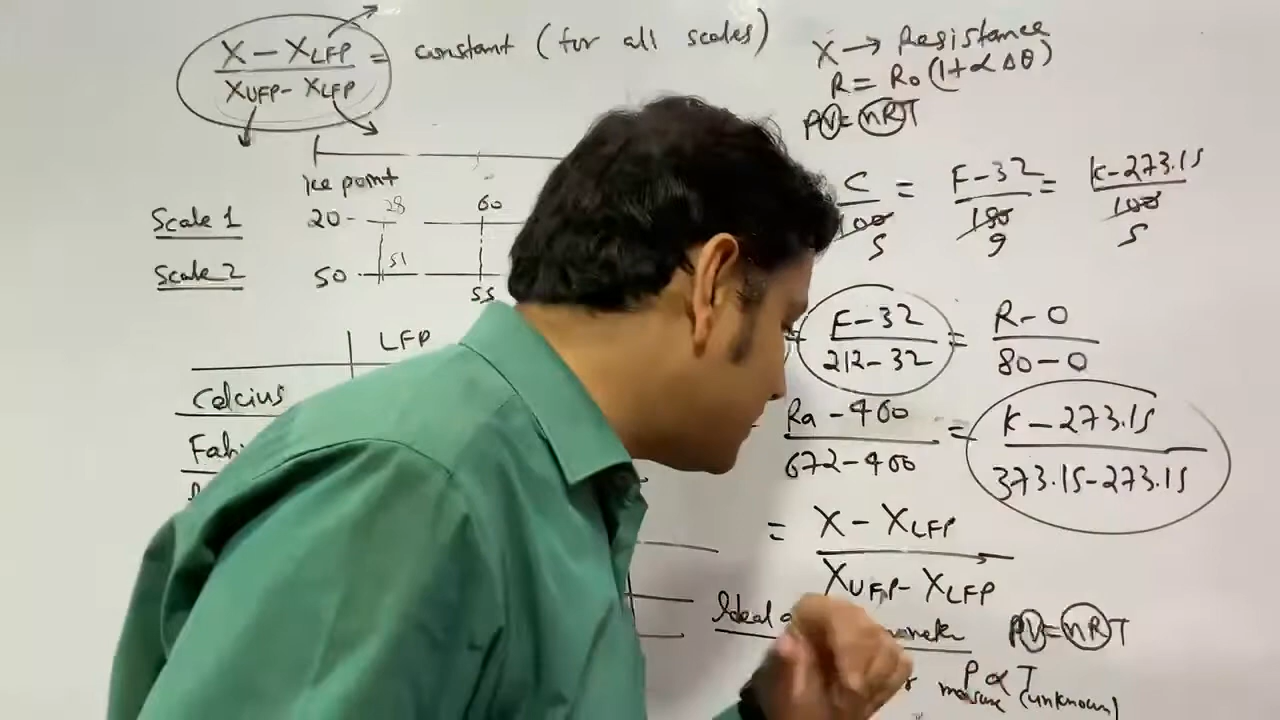 X - X_LFP / X_UFP - X_LFP = constant (for all scales)
X → Resistance
R = R₀(1+αΔθ)
PV = nRT
Ice point
Scale 1 20 28 60
Scale 2 50 51 55
C/100 = F-32/180 = K-273.15/100
5 9 5
LFP
Celcius
= F-32 / 212-32 = R-0 / 80-0
Ra-460 / 672-460 = K-273.15 / 373.15-273.15
= X - X_LFP / X_UFP - X_LFP
Ideal
PV = nRT
P ∝ T
measure (unknown)